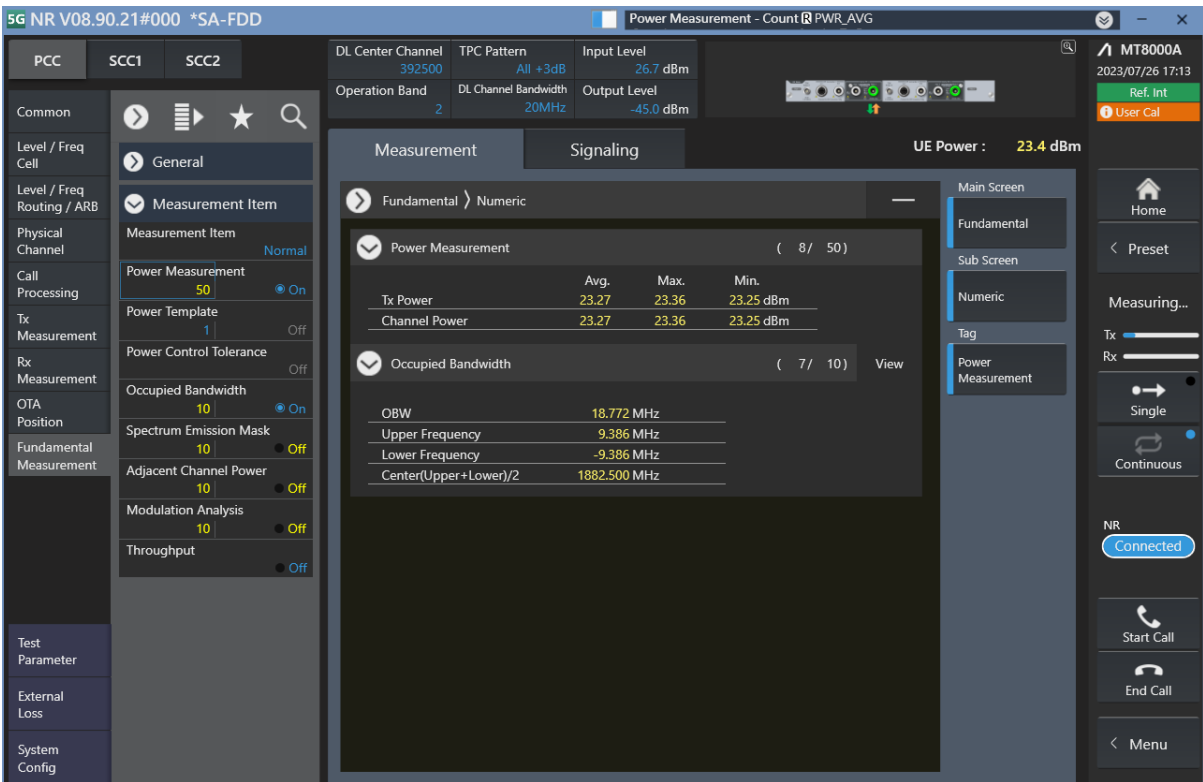 5G NR V08.90.21#000 *SA-FDD
Power Measurement - Count R PWR_AVG
PCC SCC1 SCC2
DL Center Channel
392500
TPC Pattern
All +3dB
Input Level
26.7 dBm
Operation Band
2
DL Channel Bandwidth
20MHz
Output Level
-45.0 dBm
MT8000A
2023/07/26 17:13
Ref. Int
User Cal
Common
Level / Freq
Cell
Level / Freq
Routing / ARB
Physical
Channel
Call
Processing
Tx
Measurement
Rx
Measurement
OTA
Position
Fundamental
Measurement
Test
Parameter
External
Loss
System
Config
General
Measurement Item
Measurement Item
Normal
Power Measurement
50 On
Power Template
1 Off
Power Control Tolerance
Off
Occupied Bandwidth
10 On
Spectrum Emission Mask
10 Off
Adjacent Channel Power
10 Off
Modulation Analysis
10 Off
Throughput
Off
Measurement Signaling
UE Power : 23.4 dBm
Fundamental 〉 Numeric
Power Measurement ( 8/ 50)
Avg. Max. Min.
Tx Power 23.27 23.36 23.25 dBm
Channel Power 23.27 23.36 23.25 dBm
Occupied Bandwidth ( 7/ 10) View
OBW 18.772 MHz
Upper Frequency 9.386 MHz
Lower Frequency -9.386 MHz
Center(Upper+Lower)/2 1882.500 MHz
Main Screen
Fundamental
Sub Screen
Numeric
Tag
Power
Measurement
Home
Preset
Measuring...
Tx
Rx
Single
Continuous
NR
Connected
Start Call
End Call
Menu